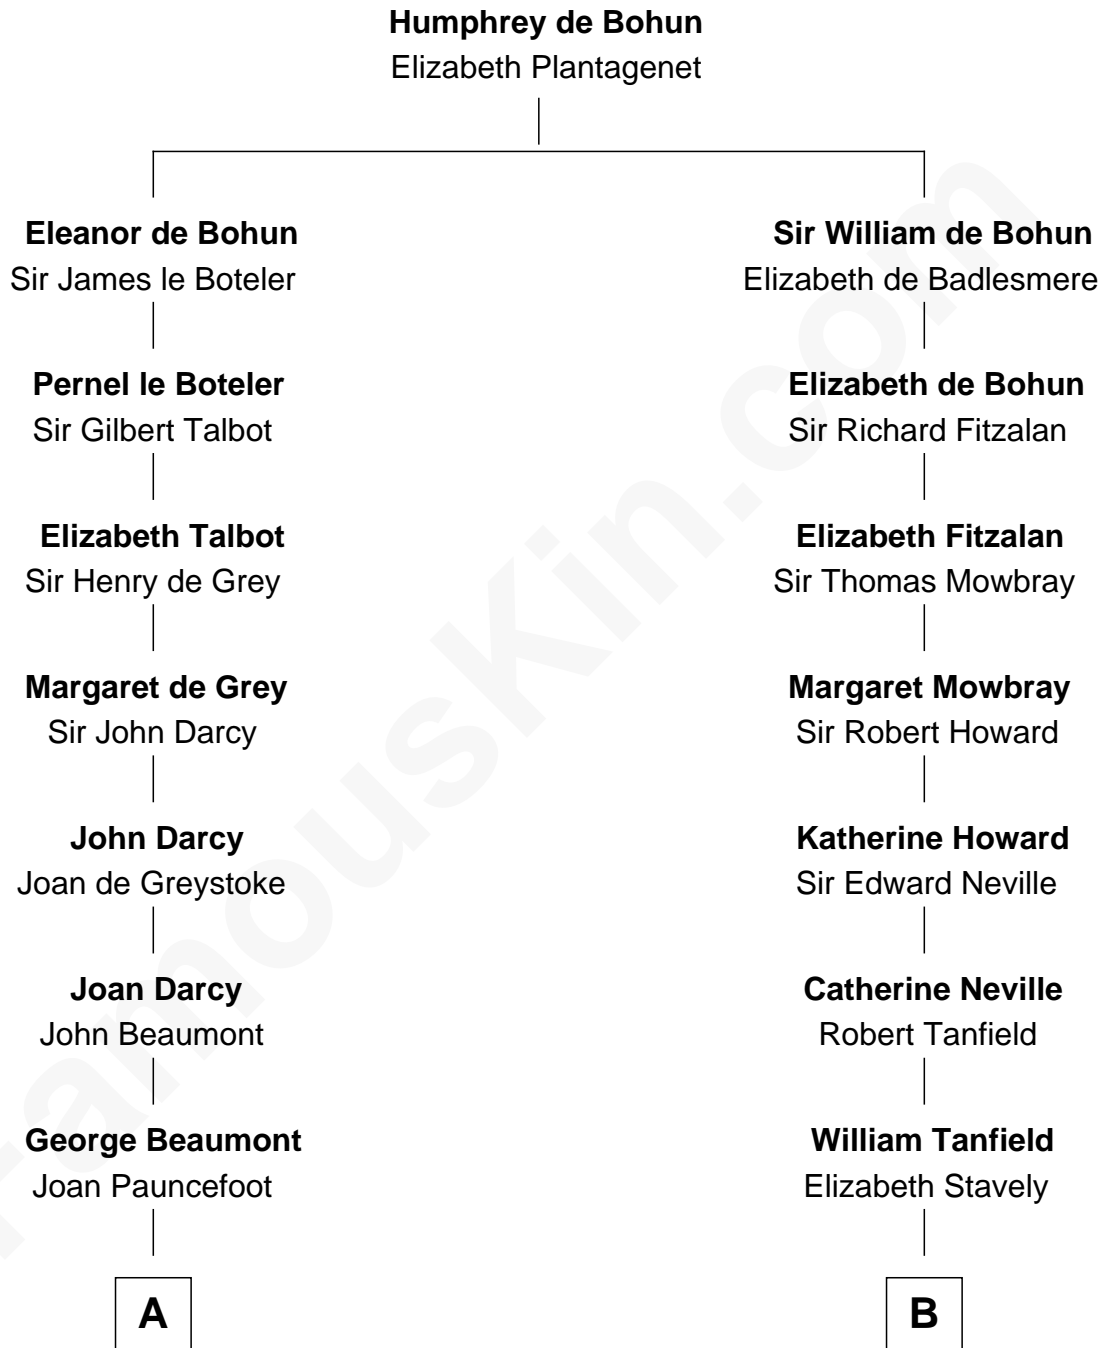 Humphrey de Bohun
Elizabeth Plantagenet
Eleanor de Bohun
Sir James le Boteler
Pernel le Boteler
Sir Gilbert Talbot
Elizabeth Talbot
Sir Henry de Grey
Margaret de Grey
Sir John Darcy
John Darcy
Joan de Greystoke
Joan Darcy
John Beaumont
George Beaumont
Joan Pauncefoot
A
Sir William de Bohun
Elizabeth de Badlesmere
Elizabeth de Bohun
Sir Richard Fitzalan
Elizabeth Fitzalan
Sir Thomas Mowbray
Margaret Mowbray
Sir Robert Howard
Katherine Howard
Sir Edward Neville
Catherine Neville
Robert Tanfield
William Tanfield
Elizabeth Stavely
B
FamousKin.com